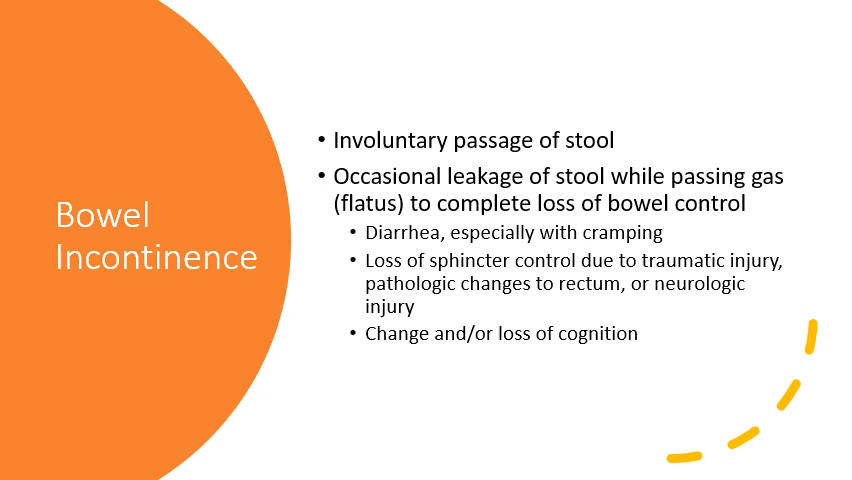 Bowel
Incontinence
• Involuntary passage of stool
• Occasional leakage of stool while passing gas
(flatus) to complete loss of bowel control
• Diarrhea, especially with cramping
• Loss of sphincter control due to traumatic injury,
pathologic changes to rectum, or neurologic
injury
• Change and/or loss of cognition